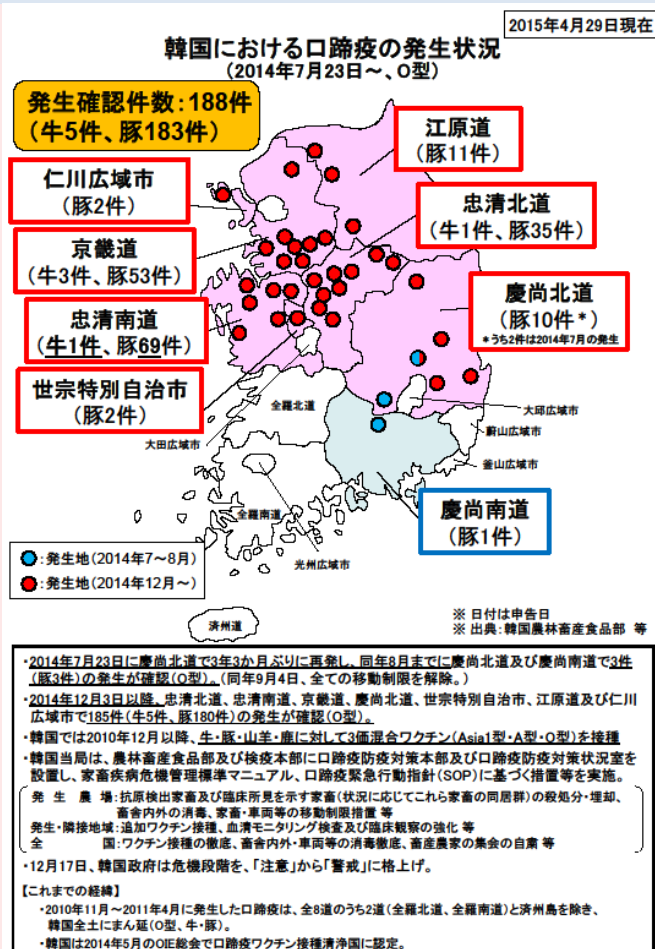 2015年4月29日現在
韓国における口蹄疫の発生状況
(2014年7月23日～、O型)
発生確認件数:188件
(牛5件、豚183件)
江原道
(豚11件)
仁川広域市
(豚2件)
忠清北道
(牛1件、豚35件)
京畿道
(牛3件、豚53件)
慶尚北道
(豚10件*)
*うち2件は2014年7月の発生
忠清南道
(牛1件、豚69件)
世宗特別自治市
(豚2件)
全羅北道
大邱広域市
大田広域市
蔚山広域市
釜山広域市
慶尚南道
(豚1件)
全羅南道
光州広域市
:発生地(2014年7～8月)
:発生地(2014年12月～)
済州道
※ 日付は申告日
※ 出典:韓国農林畜産食品部 等
・2014年7月23日に慶尚北道で3年3か月ぶりに再発し、同年8月までに慶尚北道及び慶尚南道で3件
(豚3件)の発生が確認(O型)。(同年9月4日、全ての移動制限を解除。)
・2014年12月3日以降、忠清北道、忠清南道、京畿道、慶尚北道、世宗特別自治市、江原道及び仁川
広域市で185件(牛5件、豚180件)の発生が確認(O型)。
・韓国では2010年12月以降、牛・豚・山羊・鹿に対して3価混合ワクチン(Asia1型・A型・O型)を接種
・韓国当局は、農林畜産食品部及び検疫本部に口蹄疫防疫対策本部及び口蹄疫防疫対策状況室を
設置し、家畜疾病危機管理標準マニュアル、口蹄疫緊急行動指針(SOP)に基づく措置等を実施。
発 生 農 場:抗原検出家畜及び臨床所見を示す家畜(状況に応じてこれら家畜の同居群)の殺処分・埋却、
畜舎内外の消毒、家畜・車両等の移動制限措置 等
発生・隣接地域:追加ワクチン接種、血清モニタリング検査及び臨床観察の強化 等
全 国:ワクチン接種の徹底、畜舎内外・車両等の消毒徹底、畜産農家の集会の自粛 等
・12月17日、韓国政府は危機段階を、「注意」から「警戒」に格上げ。
【これまでの経緯】
・2010年11月～2011年4月に発生した口蹄疫は、全8道のうち2道(全羅北道、全羅南道)と済州島を除き、
韓国全土にまん延(O型、牛・豚)。
・韓国は2014年5月のOIE総会で口蹄疫ワクチン接種清浄国に認定。